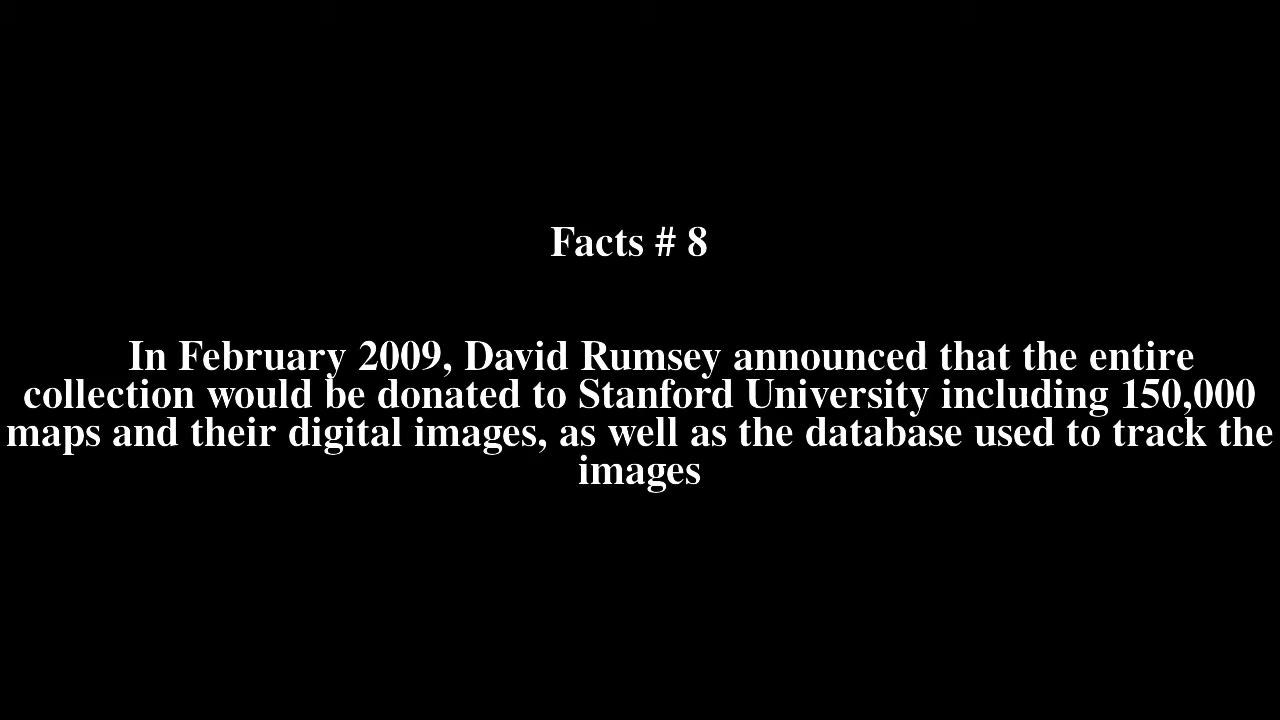 Facts # 8
In February 2009, David Rumsey announced that the entire
collection would be donated to Stanford University including 150,000
maps and their digital images, as well as the database used to track the
images